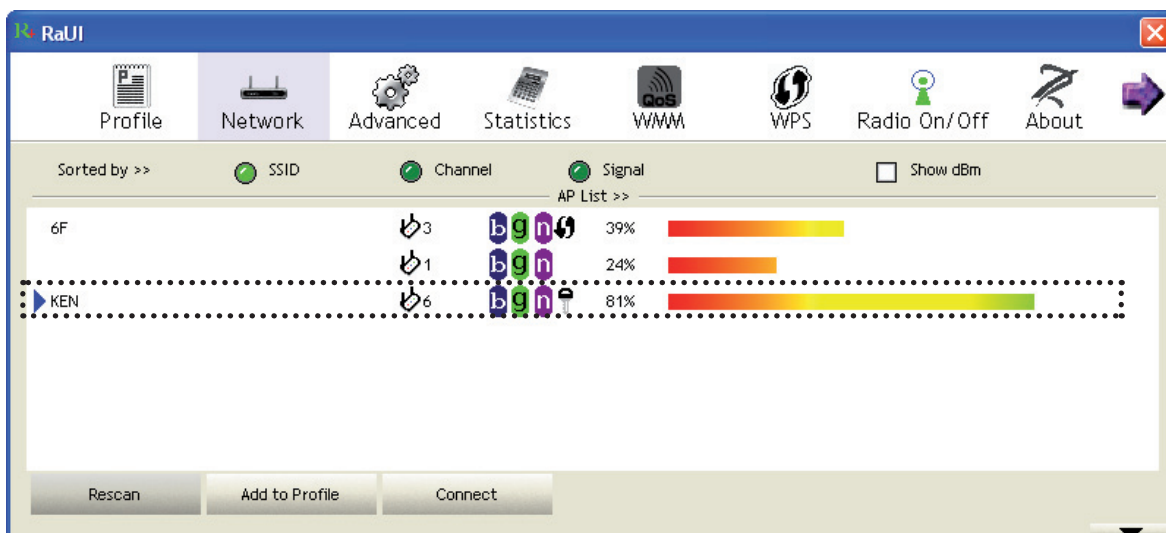 R RaUI
P
QoS
Profile Network Advanced Statistics WMM WPS Radio On/Off About
Sorted by >> SSID Channel Signal Show dBm
AP List >>
6F 3 b g n 39%
1 b g n 24%
KEN 6 b g n 81%
Rescan Add to Profile Connect